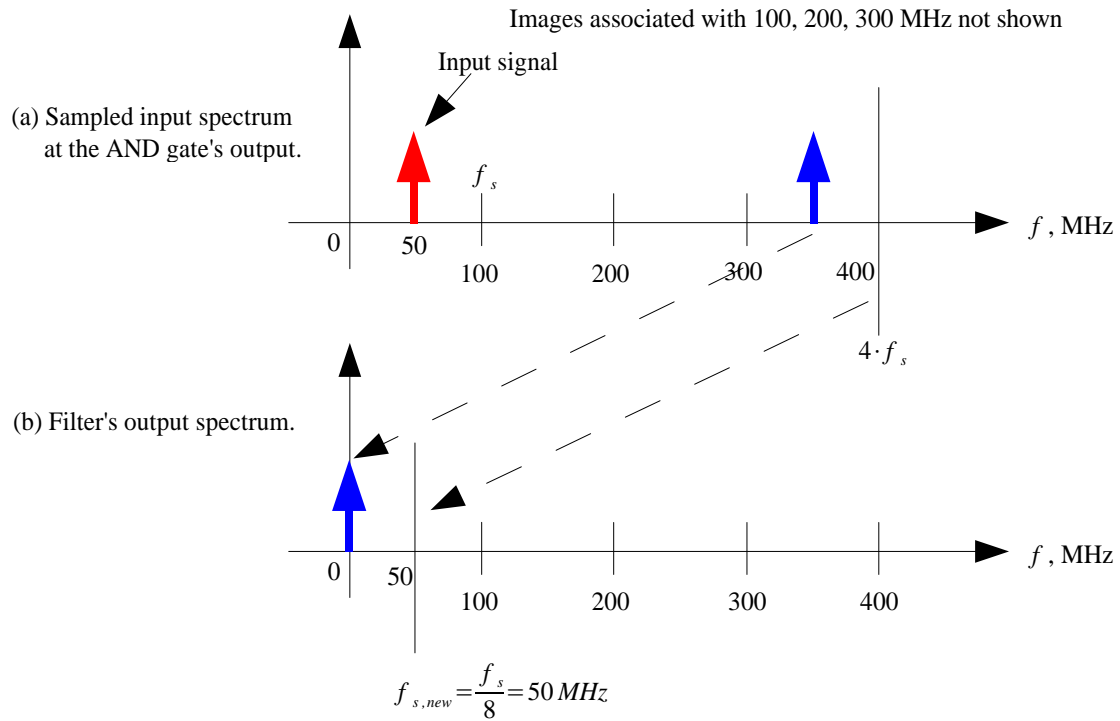 Images associated with 100, 200, 300 MHz not shown
Input signal
(a) Sampled input spectrum
at the AND gate's output.
f_s
0
50
100
200
300
400
f , MHz
4·f_s
(b) Filter's output spectrum.
0
50
100
200
300
400
f , MHz
f_{s,new}=\frac{f_s}{8}=50 MHz